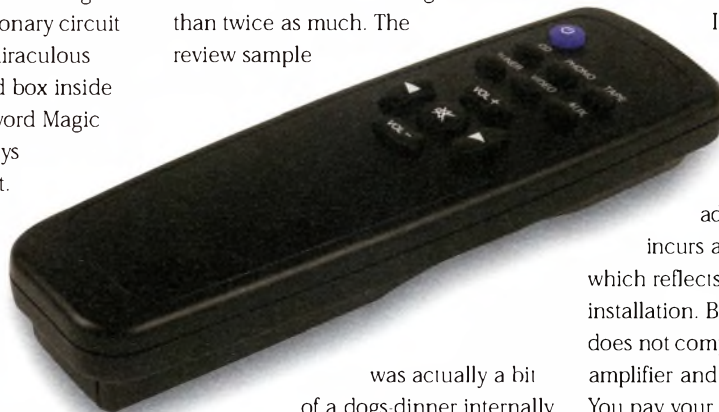 onary circuit
iraculous
d box inside
word Magic
ys
t.
than twice as much. The
review sample
CD PHONO TAPE
TUNER VIDEO AUX
VOL+
VOL-
was actually a bit
of a dogs-dinner internally
I
incurs a
which reflects
installation. B
does not com
amplifier and
You pay your